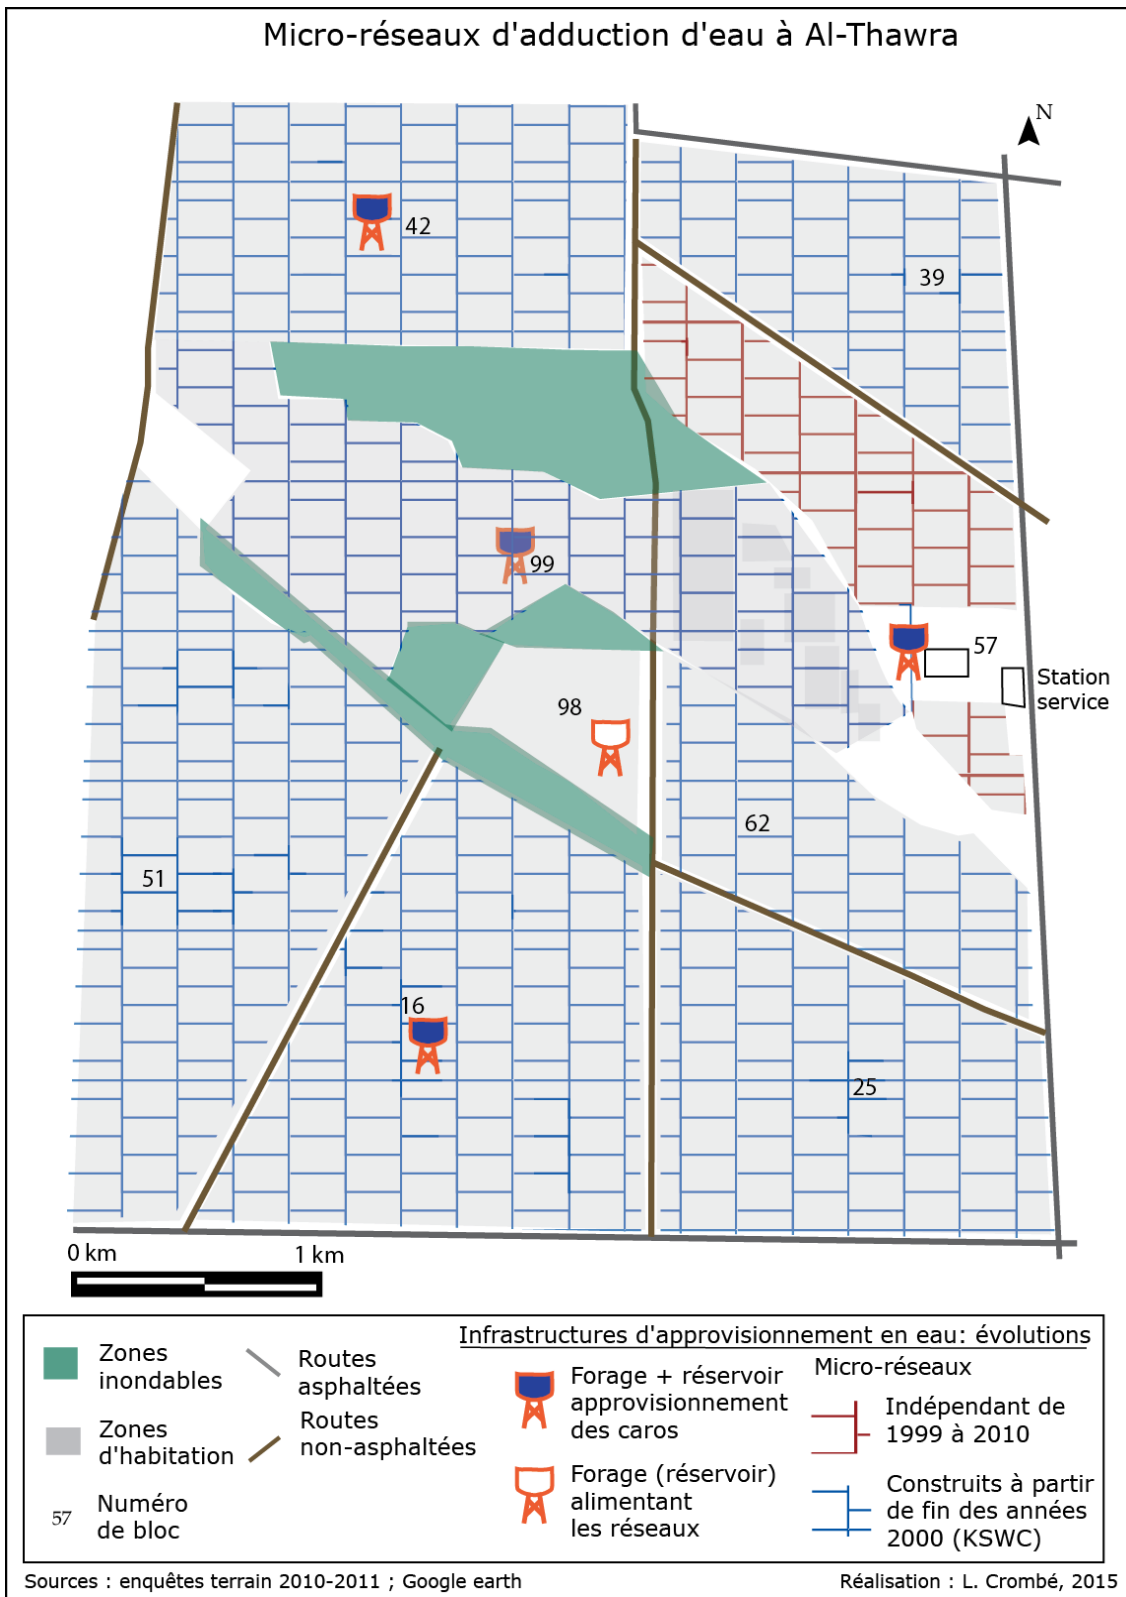 Micro-réseaux d'adduction d'eau à Al-Thawra
N
42
39
99
57
Station
service
98
62
51
16
25
0 km
1 km
Zones
inondables
Zones
d'habitation
57
Numéro
de bloc
Routes
asphaltées
Routes
non-asphaltées
Infrastructures d'approvisionnement en eau: évolutions
Forage + réservoir
approvisionnement
des caros
Forage (réservoir)
alimentant
les réseaux
Micro-réseaux
Indépendant de
1999 à 2010
Construits à partir
de fin des années
2000 (KSWC)
Sources : enquêtes terrain 2010-2011 ; Google earth
Réalisation : L. Crombé, 2015